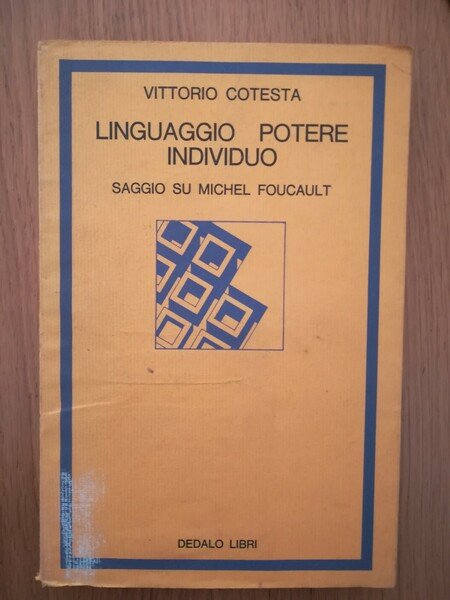 VITTORIO COTESTA
LINGUAGGIO POTERE
INDIVIDUO
SAGGIO SU MICHEL FOUCAULT
DEDALO LIBRI